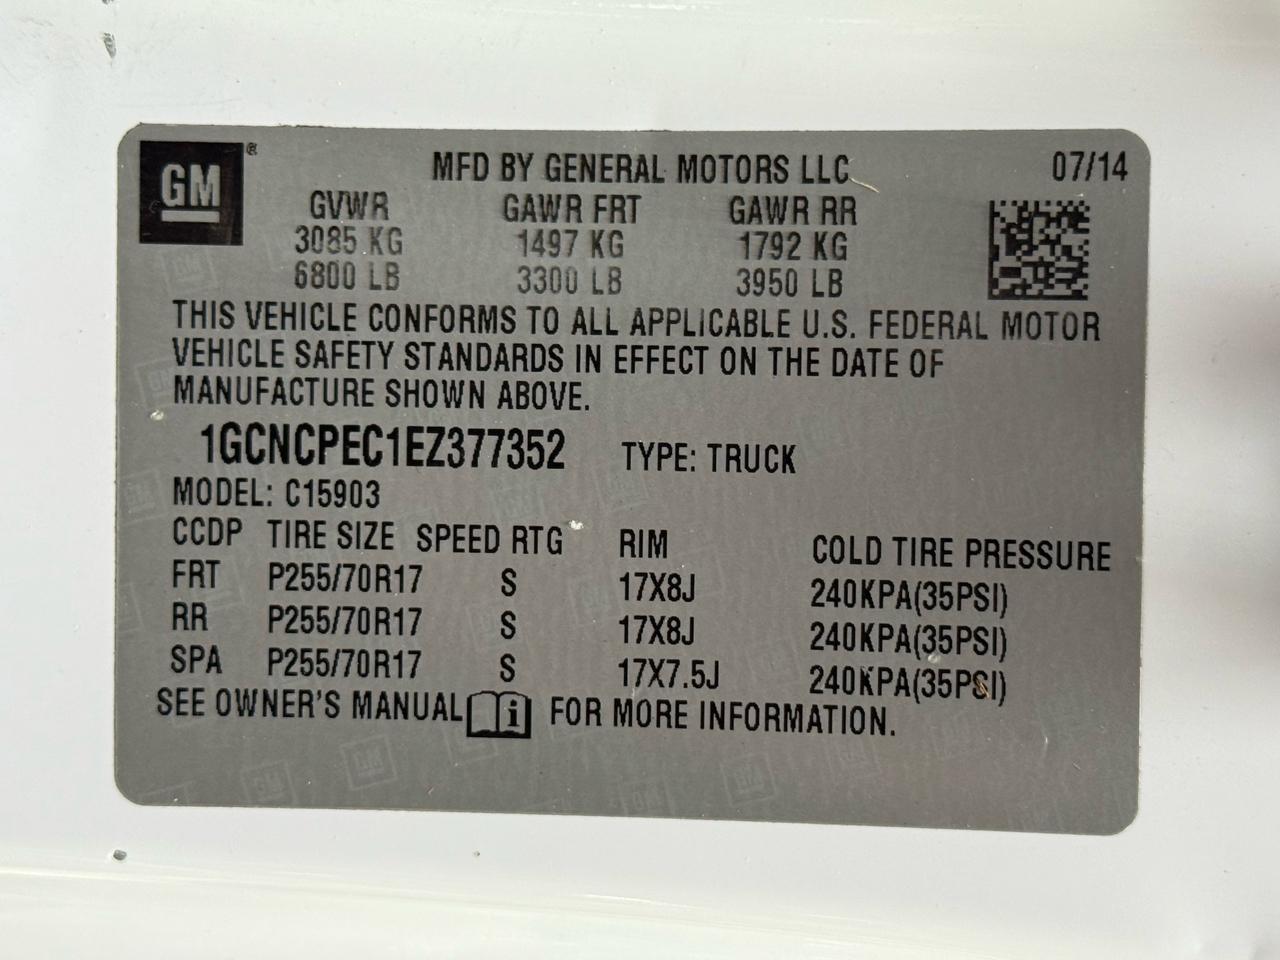 GM®
MFD BY GENERAL MOTORS LLC 07/14
GVWR GAWR FRT GAWR RR
3085 KG 1497 KG 1792 KG
6800 LB 3300 LB 3950 LB
THIS VEHICLE CONFORMS TO ALL APPLICABLE U.S. FEDERAL MOTOR
VEHICLE SAFETY STANDARDS IN EFFECT ON THE DATE OF
MANUFACTURE SHOWN ABOVE.
1GCNCPEC1EZ377352 TYPE: TRUCK
MODEL: C15903
CCDP TIRE SIZE SPEED RTG RIM COLD TIRE PRESSURE
FRT P255/70R17 S 17X8J 240KPA(35PSI)
RR P255/70R17 S 17X8J 240KPA(35PSI)
SPA P255/70R17 S 17X7.5J 240KPA(35PSI)
SEE OWNER'S MANUAL i FOR MORE INFORMATION.